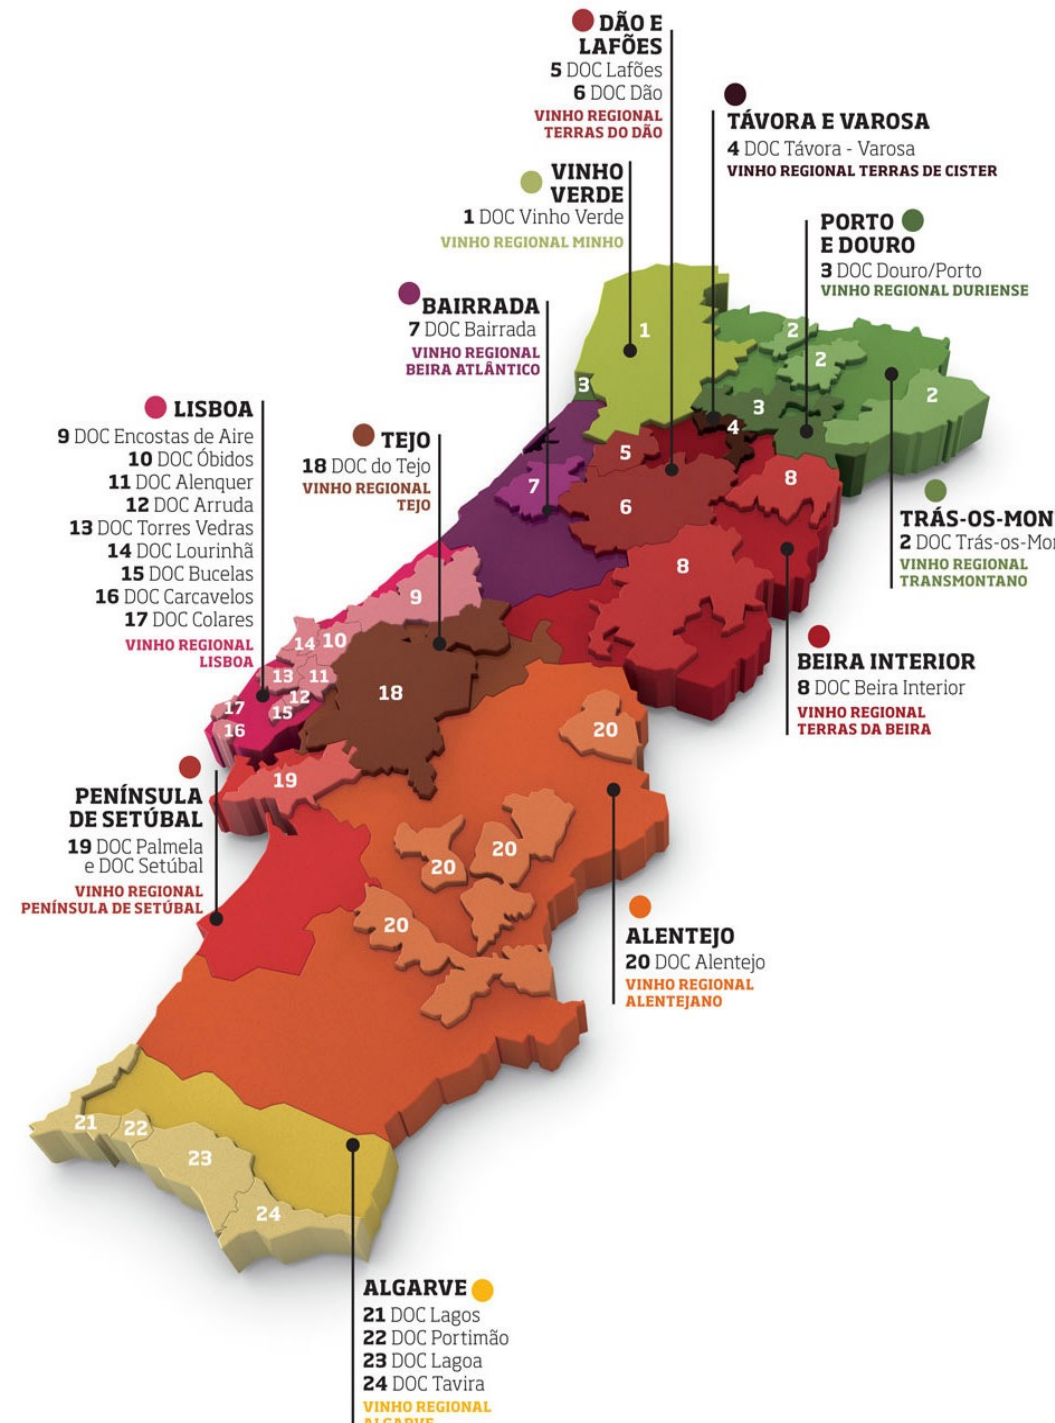 DÃO E
LAFÕES
5 DOC Lafões
6 DOC Dão
VINHO REGIONAL
TERRAS DO DÃO
TÁVORA E VAROSA
4 DOC Távora - Varosa
VINHO REGIONAL TERRAS DE CISTER
VINHO
VERDE
1 DOC Vinho Verde
VINHO REGIONAL MINHO
PORTO
E DOURO
3 DOC Douro/Porto
VINHO REGIONAL DURIENSE
BAIRRADA
7 DOC Bairrada
VINHO REGIONAL
BEIRA ATLÂNTICO
LISBOA
9 DOC Encostas de Aire
10 DOC Óbidos
11 DOC Alenquer
12 DOC Arruda
13 DOC Torres Vedras
14 DOC Lourinhã
15 DOC Bucelas
16 DOC Carcavelos
17 DOC Colares
VINHO REGIONAL
LISBOA
TEJO
18 DOC do Tejo
VINHO REGIONAL
TEJO
TRÁS-OS-MON
2 DOC Trás-os-Mon
VINHO REGIONAL
TRANSMONTANO
BEIRA INTERIOR
8 DOC Beira Interior
VINHO REGIONAL
TERRAS DA BEIRA
PENÍNSULA
DE SETÚBAL
19 DOC Palmela
e DOC Setúbal
VINHO REGIONAL
PENÍNSULA DE SETÚBAL
ALENTEJO
20 DOC Alentejo
VINHO REGIONAL
ALENTEJANO
ALGARVE
21 DOC Lagos
22 DOC Portimão
23 DOC Lagoa
24 DOC Tavira
VINHO REGIONAL
ALGARVE
1
2
2
2
3
3
4
5
6
7
8
8
9
14
10
13
11
12
17
15
16
18
19
20
20
20
20
21
22
23
24